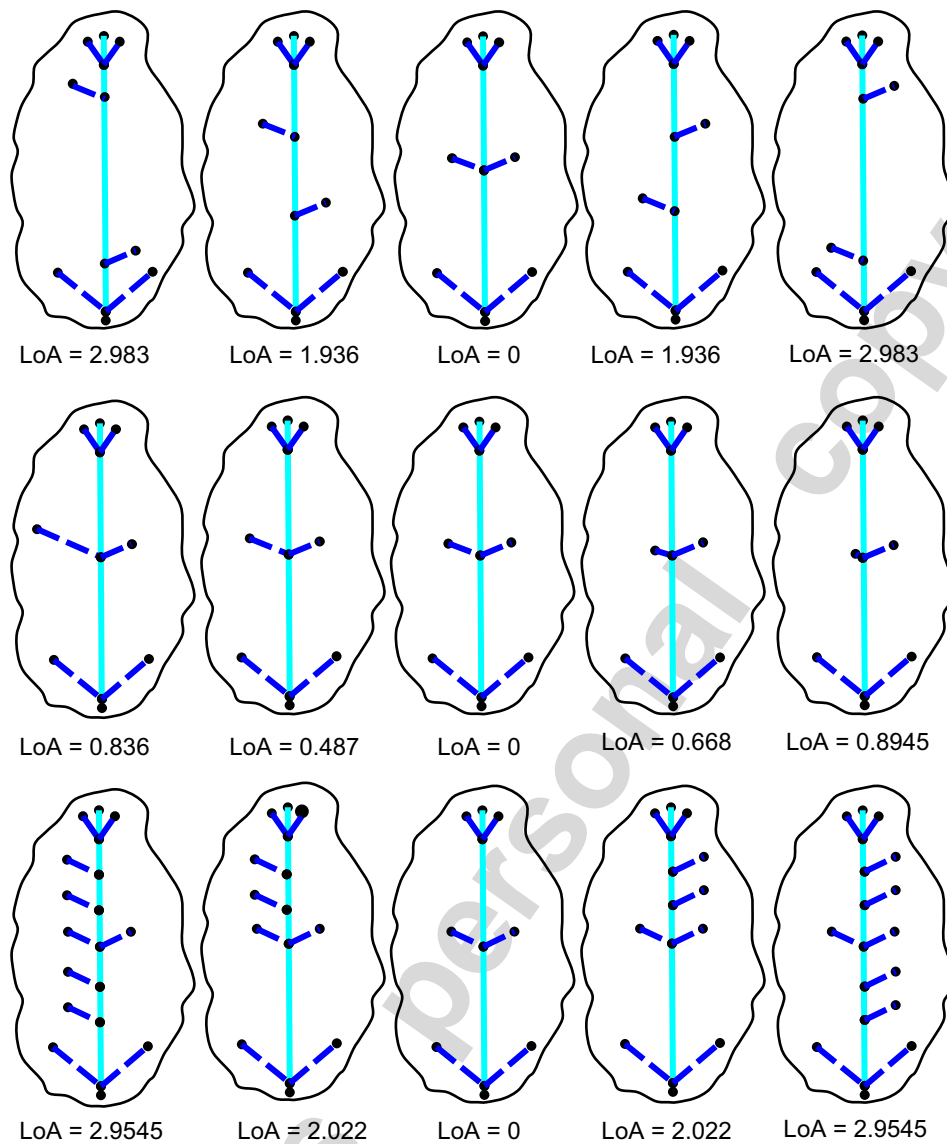 LoA = 2.983 LoA = 1.936 LoA = 0 LoA = 1.936 LoA = 2.983
LoA = 0.836 LoA = 0.487 LoA = 0 LoA = 0.668 LoA = 0.8945
LoA = 2.9545 LoA = 2.022 LoA = 0 LoA = 2.022 LoA = 2.9545
personal cop